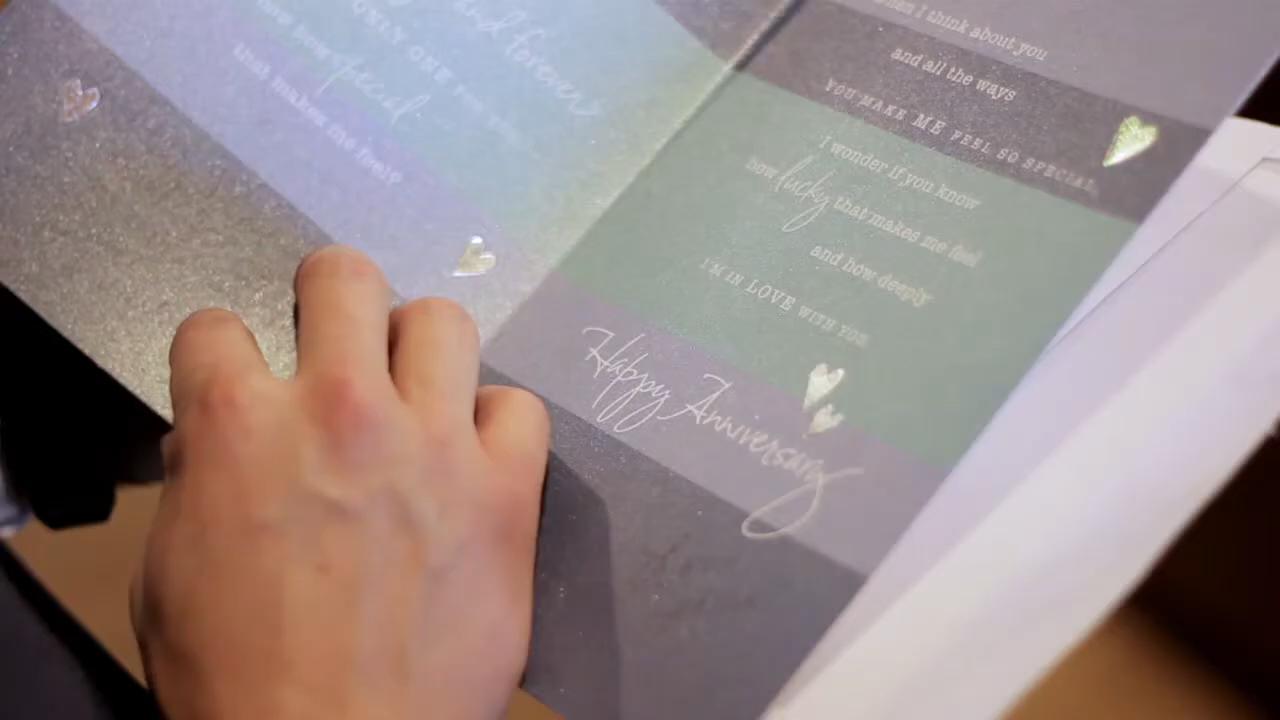 and forever
ONLY ONE
how special
that makes me feel?
when I think about you
and all the ways
YOU MAKE ME FEEL SO SPECIAL,
I wonder if you know
how lucky that makes me feel
and how deeply
I'M IN LOVE WITH YOU.
Happy Anniversary